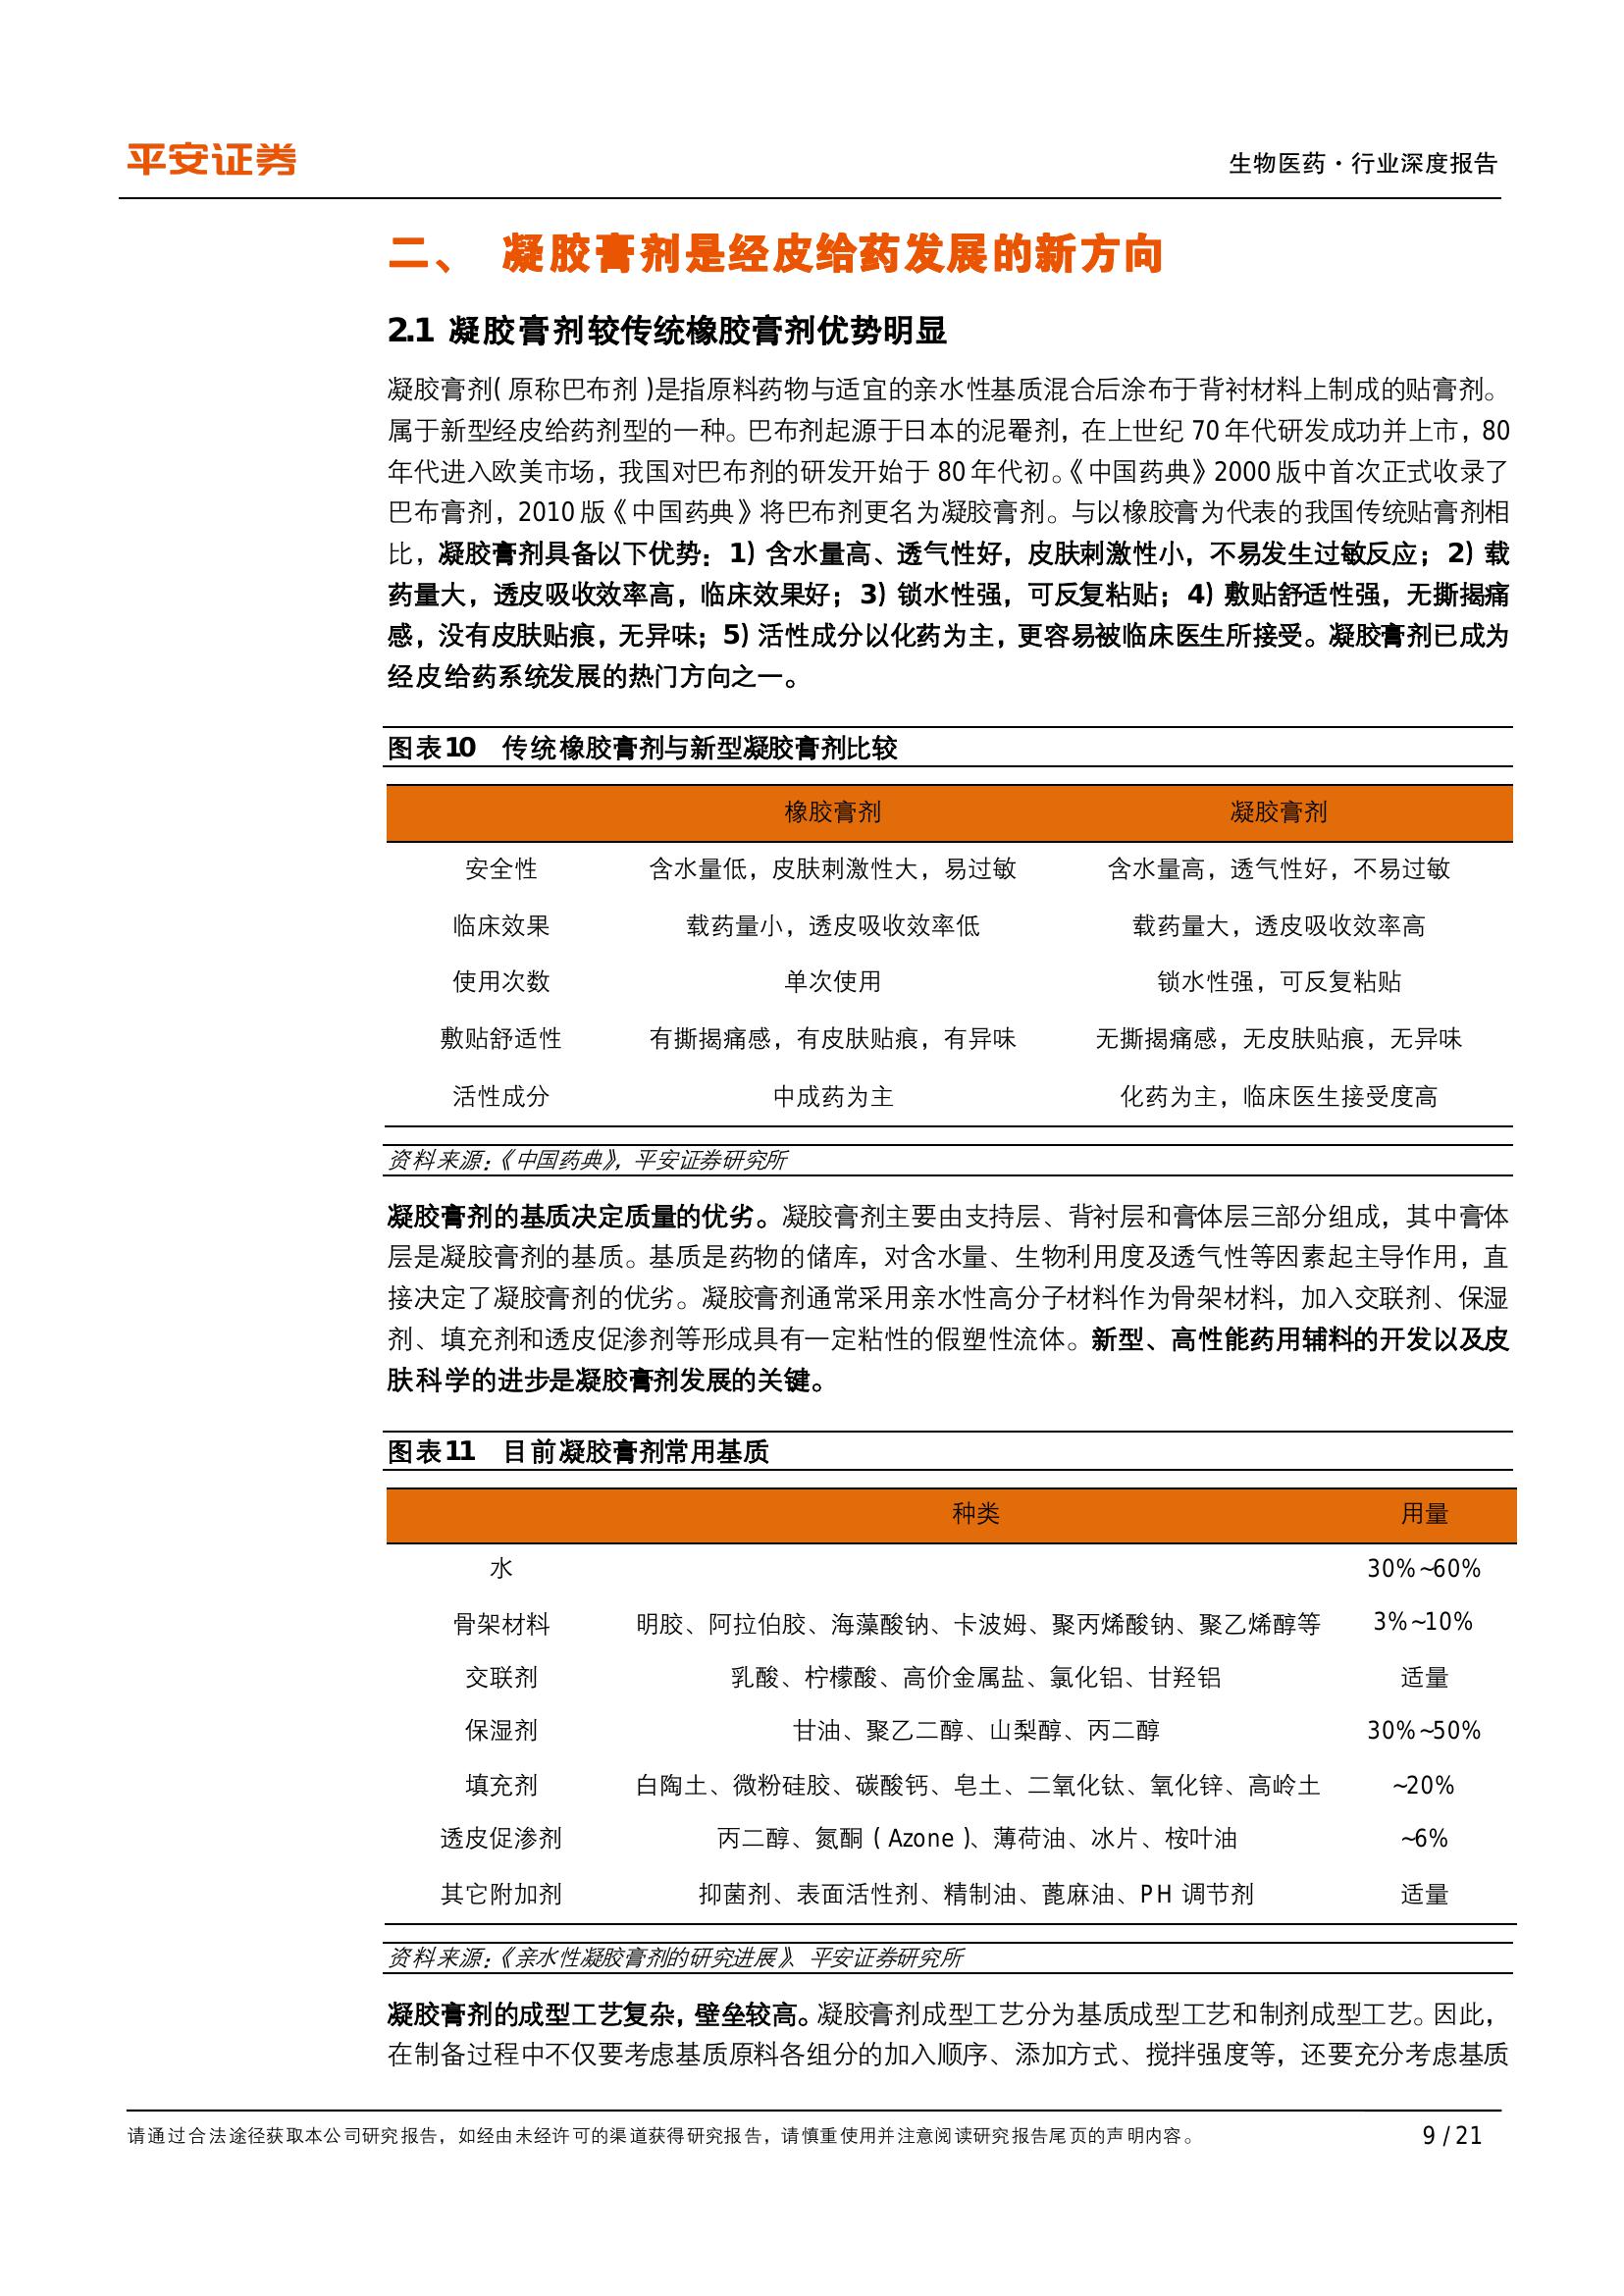 平安证券
生物医药·行业深度报告
二、 凝胶膏剂是经皮给药发展的新方向
2.1 凝胶膏剂较传统橡胶膏剂优势明显
凝胶膏剂(原称巴布剂)是指原料药物与适宜的亲水性基质混合后涂布于背衬材料上制成的贴膏剂。
属于新型经皮给药剂型的一种。巴布剂起源于日本的泥罨剂，在上世纪 70 年代研发成功并上市，80
年代进入欧美市场，我国对巴布剂的研发开始于 80 年代初。《中国药典》2000 版中首次正式收录了
巴布膏剂，2010 版《中国药典》将巴布剂更名为凝胶膏剂。与以橡胶膏为代表的我国传统贴膏剂相
比，凝胶膏剂具备以下优势：1) 含水量高、透气性好，皮肤刺激性小，不易发生过敏反应；2) 载
药量大，透皮吸收效率高，临床效果好；3) 锁水性强，可反复粘贴；4) 敷贴舒适性强，无撕揭痛
感，没有皮肤贴痕，无异味；5) 活性成分以化药为主，更容易被临床医生所接受。凝胶膏剂已成为
经皮给药系统发展的热门方向之一。
图表10 传统橡胶膏剂与新型凝胶膏剂比较
橡胶膏剂 凝胶膏剂
安全性 含水量低，皮肤刺激性大，易过敏 含水量高，透气性好，不易过敏
临床效果 载药量小，透皮吸收效率低 载药量大，透皮吸收效率高
使用次数 单次使用 锁水性强，可反复粘贴
敷贴舒适性 有撕揭痛感，有皮肤贴痕，有异味 无撕揭痛感，无皮肤贴痕，无异味
活性成分 中成药为主 化药为主，临床医生接受度高
资料来源:《中国药典》，平安证券研究所
凝胶膏剂的基质决定质量的优劣。凝胶膏剂主要由支持层、背衬层和膏体层三部分组成，其中膏体
层是凝胶膏剂的基质。基质是药物的储库，对含水量、生物利用度及透气性等因素起主导作用，直
接决定了凝胶膏剂的优劣。凝胶膏剂通常采用亲水性高分子材料作为骨架材料，加入交联剂、保湿
剂、填充剂和透皮促渗剂等形成具有一定粘性的假塑性流体。新型、高性能药用辅料的开发以及皮
肤科学的进步是凝胶膏剂发展的关键。
图表11 目前凝胶膏剂常用基质
种类 用量
水 30%~60%
骨架材料 明胶、阿拉伯胶、海藻酸钠、卡波姆、聚丙烯酸钠、聚乙烯醇等 3%~10%
交联剂 乳酸、柠檬酸、高价金属盐、氯化铝、甘羟铝 适量
保湿剂 甘油、聚乙二醇、山梨醇、丙二醇 30%~50%
填充剂 白陶土、微粉硅胶、碳酸钙、皂土、二氧化钛、氧化锌、高岭土 ~20%
透皮促渗剂 丙二醇、氮酮(Azone)、薄荷油、冰片、桉叶油 ~6%
其它附加剂 抑菌剂、表面活性剂、精制油、蓖麻油、PH 调节剂 适量
资料来源:《亲水性凝胶膏剂的研究进展》、平安证券研究所
凝胶膏剂的成型工艺复杂，壁垒较高。凝胶膏剂成型工艺分为基质成型工艺和制剂成型工艺。因此，
在制备过程中不仅要考虑基质原料各组分的加入顺序、添加方式、搅拌强度等，还要充分考虑基质
请通过合法途径获取本公司研究报告，如经由未经许可的渠道获得研究报告，请慎重使用并注意阅读研究报告尾页的声明内容。
9 / 21